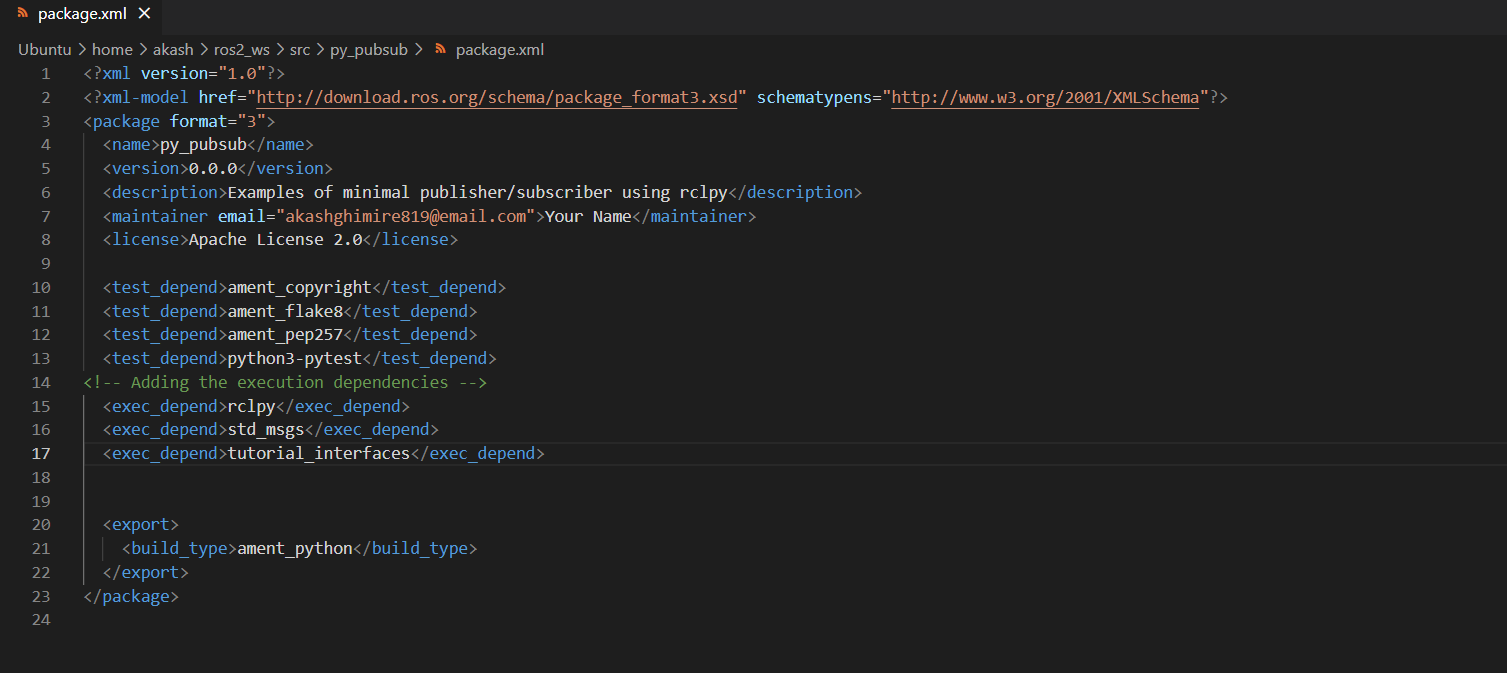 package.xml
Ubuntu > home > akash > ros2_ws > src > py_pubsub > package.xml
1 <?xml version="1.0"?>
2 <?xml-model href="http://download.ros.org/schema/package_format3.xsd" schematypens="http://www.w3.org/2001/XMLSchema"?>
3 <package format="3">
4 <name>py_pubsub</name>
5 <version>0.0.0</version>
6 <description>Examples of minimal publisher/subscriber using rclpy</description>
7 <maintainer email="akashghimire819@email.com">Your Name</maintainer>
8 <license>Apache License 2.0</license>
9
10 <test_depend>ament_copyright</test_depend>
11 <test_depend>ament_flake8</test_depend>
12 <test_depend>ament_pep257</test_depend>
13 <test_depend>python3-pytest</test_depend>
14 <!-- Adding the execution dependencies -->
15 <exec_depend>rclpy</exec_depend>
16 <exec_depend>std_msgs</exec_depend>
17 <exec_depend>tutorial_interfaces</exec_depend>
18
19
20 <export>
21 <build_type>ament_python</build_type>
22 </export>
23 </package>
24